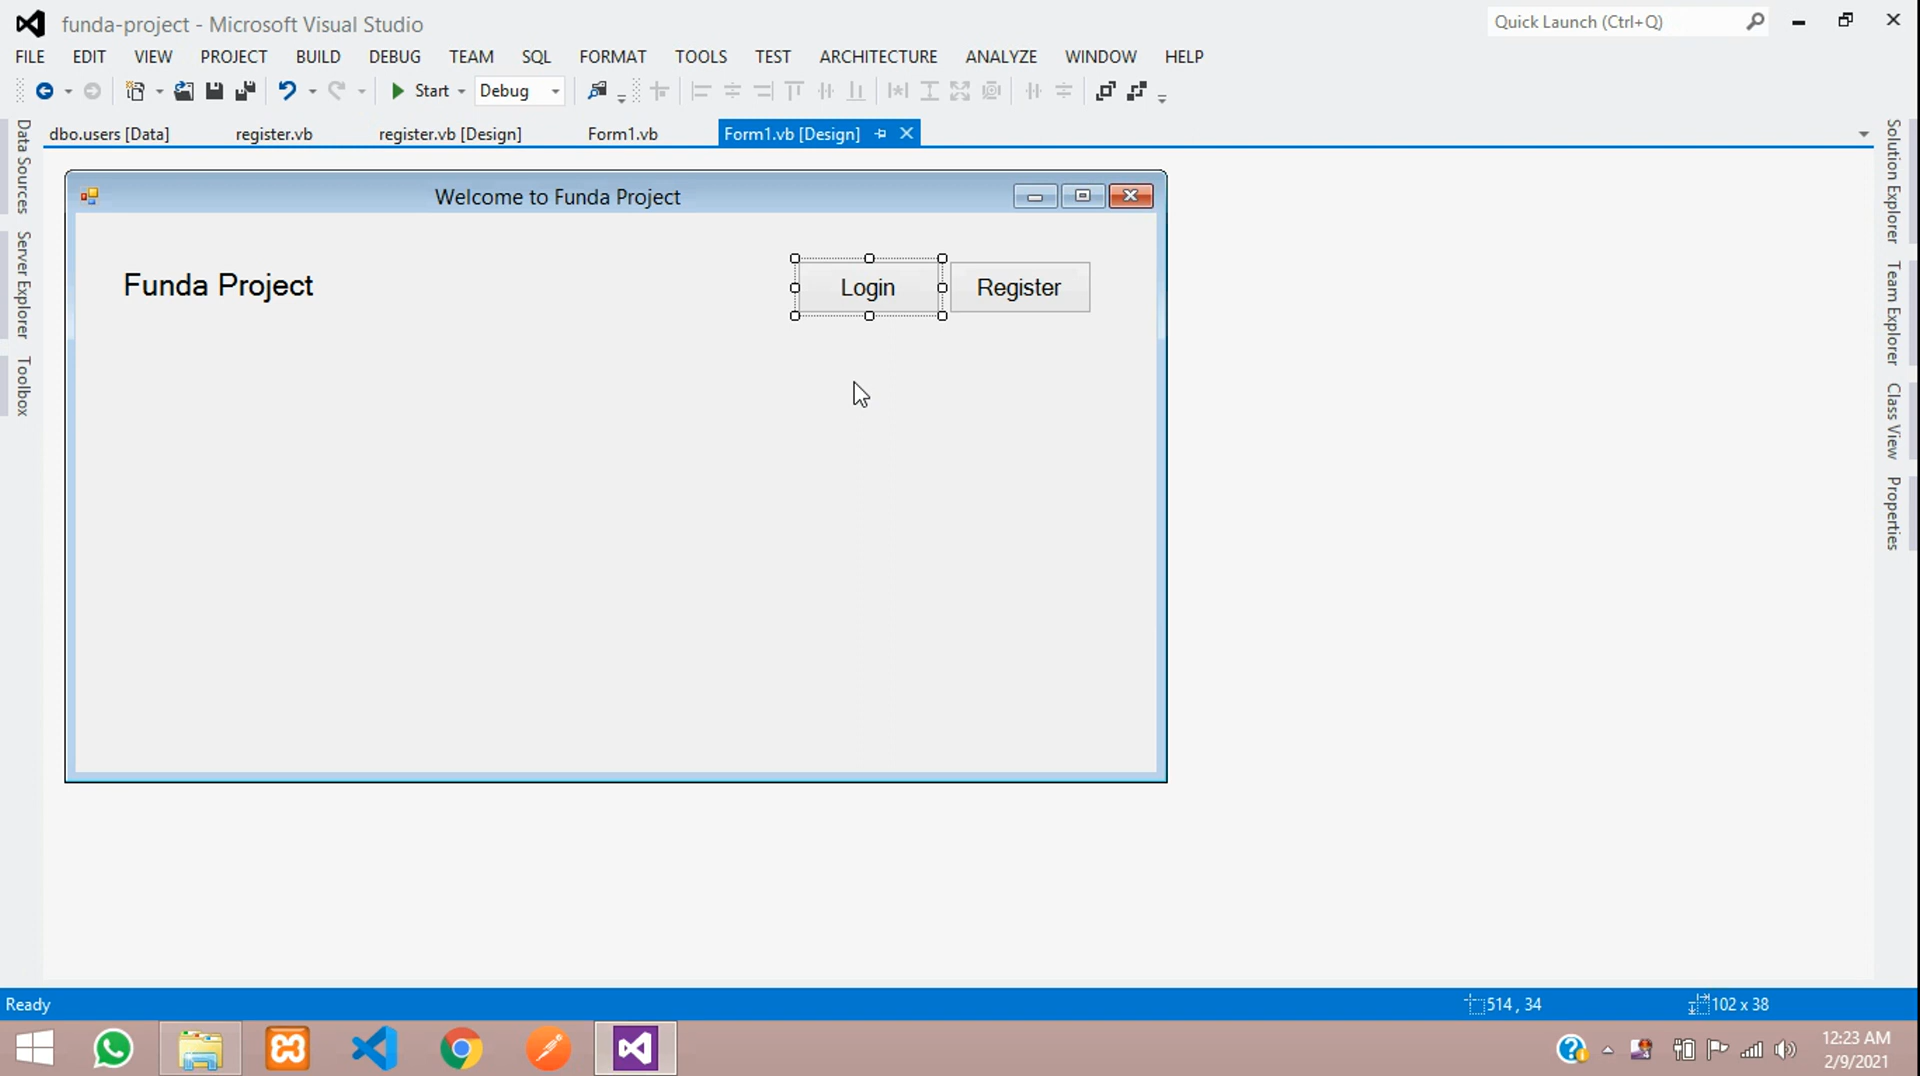 funda-project - Microsoft Visual Studio
Quick Launch (Ctrl+Q)
FILE EDIT VIEW PROJECT BUILD DEBUG TEAM SQL FORMAT TOOLS TEST ARCHITECTURE ANALYZE WINDOW HELP
Start Debug
dbo.users [Data] register.vb register.vb [Design] Form1.vb Form1.vb [Design]
Data Sources
Server Explorer
Toolbox
Welcome to Funda Project
Funda Project
Login
Register
Solution Explorer
Team Explorer
Class View
Properties
Ready
514 , 34
102 x 38
12:23 AM
2/9/2021